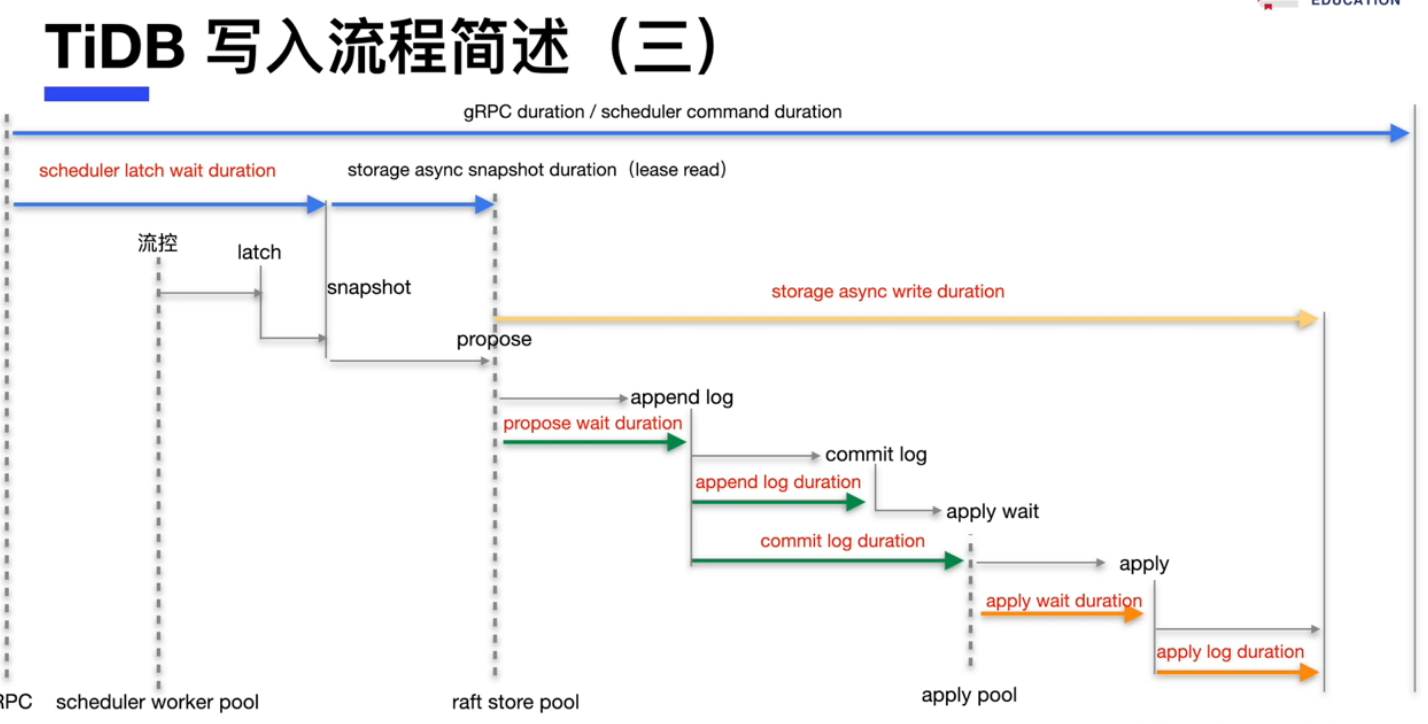 EDUCATION
TiDB 写入流程简述（三）
gRPC duration / scheduler command duration
scheduler latch wait duration
storage async snapshot duration（lease read）
流控
latch
snapshot
storage async write duration
propose
append log
propose wait duration
commit log
append log duration
apply wait
commit log duration
apply
apply wait duration
apply log duration
RPC
scheduler worker pool
raft store pool
apply pool